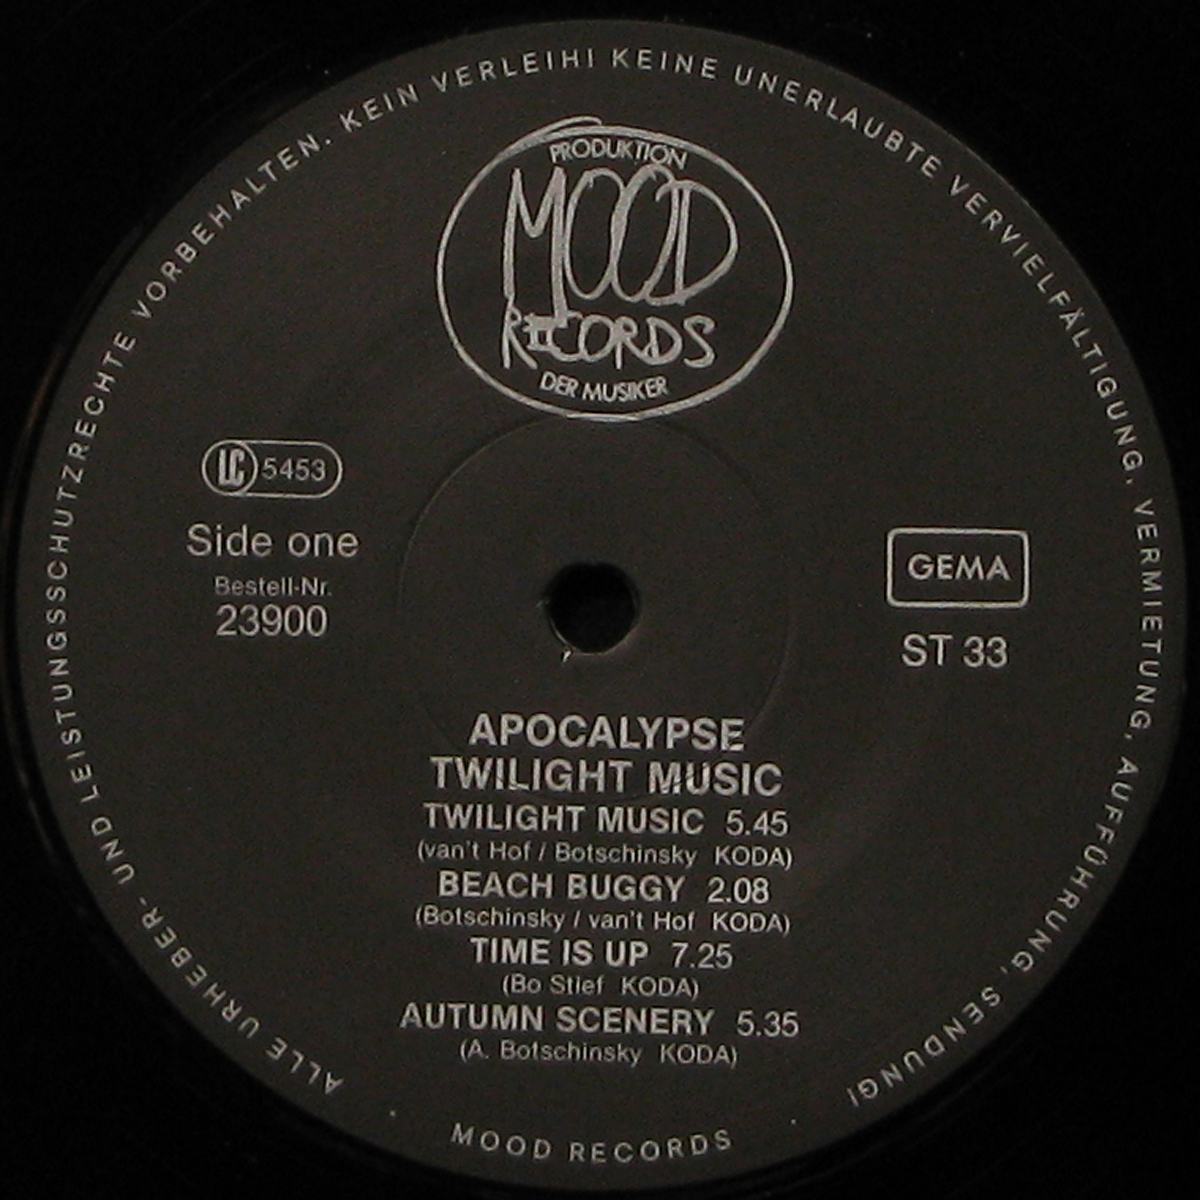 ALLE URHEBER- UND LEISTUNGSSCHUTZRECHTE VORBEHALTEN. KEIN VERLEIH! KEINE UNERLAUBTE VERVIELFÄLTIGUNG, VERMIETUNG, AUFFÜHRUNG, SENDUNG!
PRODUKTION
MOOD
RECORDS
DER MUSIKER
LC 5453
Side one
Bestell-Nr.
23900
GEMA
ST 33
APOCALYPSE
TWILIGHT MUSIC
TWILIGHT MUSIC 5.45
(van't Hof / Botschinsky KODA)
BEACH BUGGY 2.08
(Botschinsky / van't Hof KODA)
TIME IS UP 7.25
(Bo Stief KODA)
AUTUMN SCENERY 5.35
(A. Botschinsky KODA)
MOOD RECORDS